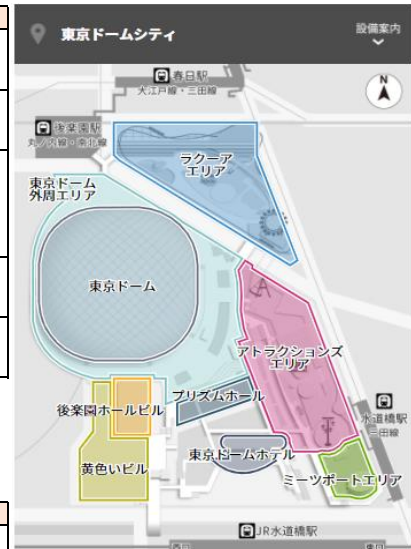 東京ドームシティ
設備案内
春日駅
大江戸線・三田線
N
後楽園駅
丸ノ内線・南北線
ラクーア
エリア
東京ドーム
外周エリア
東京ドーム
アトラクションズ
エリア
プリズムホール
後楽園ホールビル
水道橋駅
三田線
東京ドームホテル
黄色いビル
ミーツポートエリア
JR水道橋駅
西口
東口